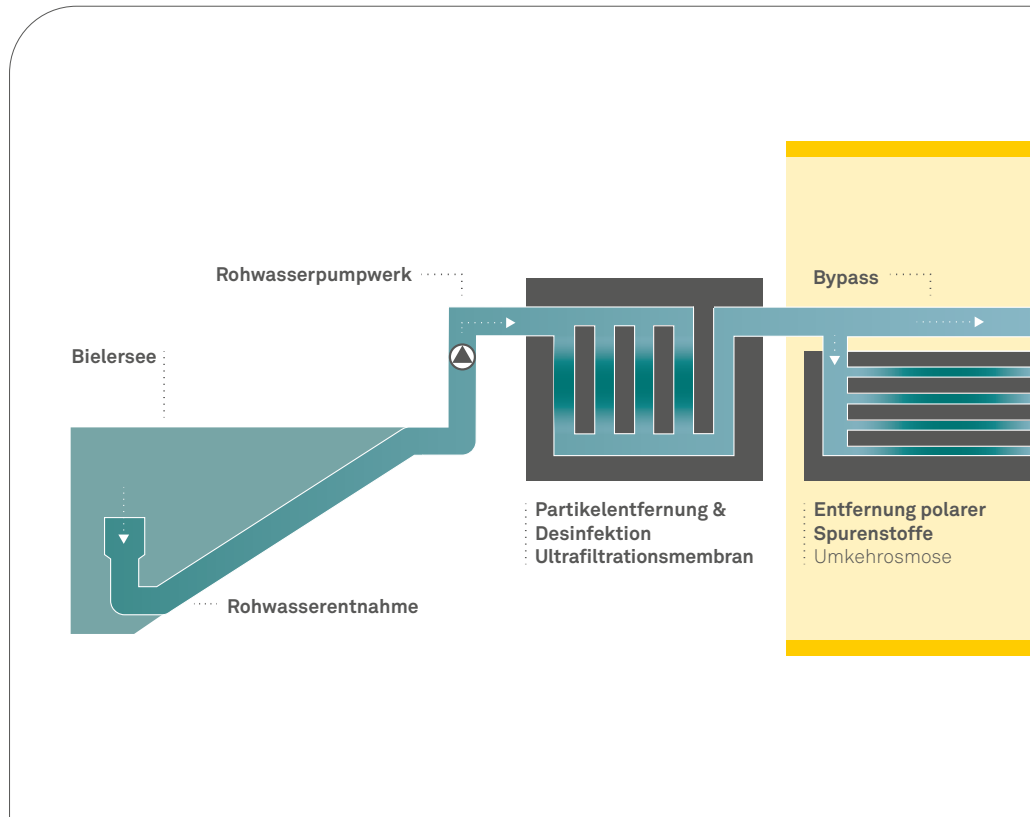 Rohwasserpumpwerk
Bypass
Bielersee
Partikelentfernung &
Desinfektion
Ultrafiltrationsmembran
Entfernung polarer
Spurenstoffe
Umkehrosmose
Rohwasserentnahme